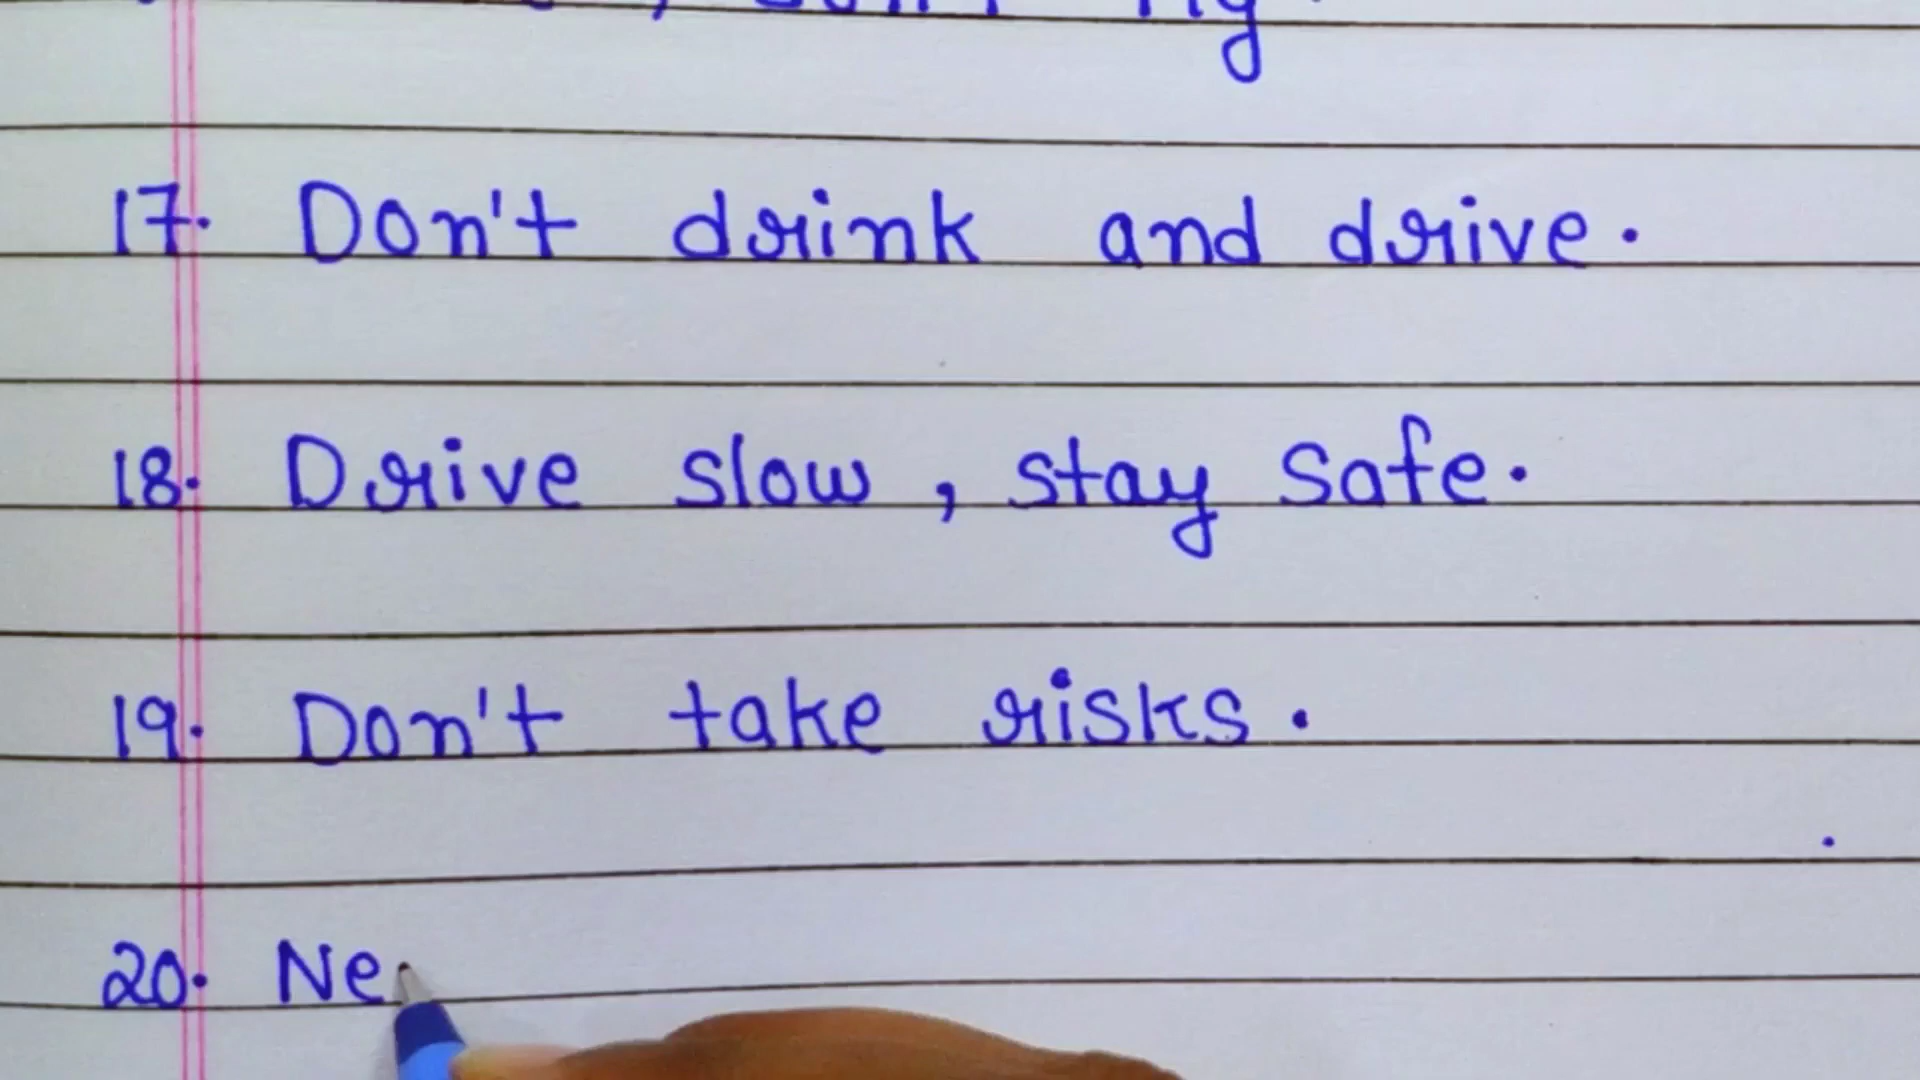 17. Don't drink and drive.
18. Drive slow, stay safe.
19. Don't take risks.
20. Ne